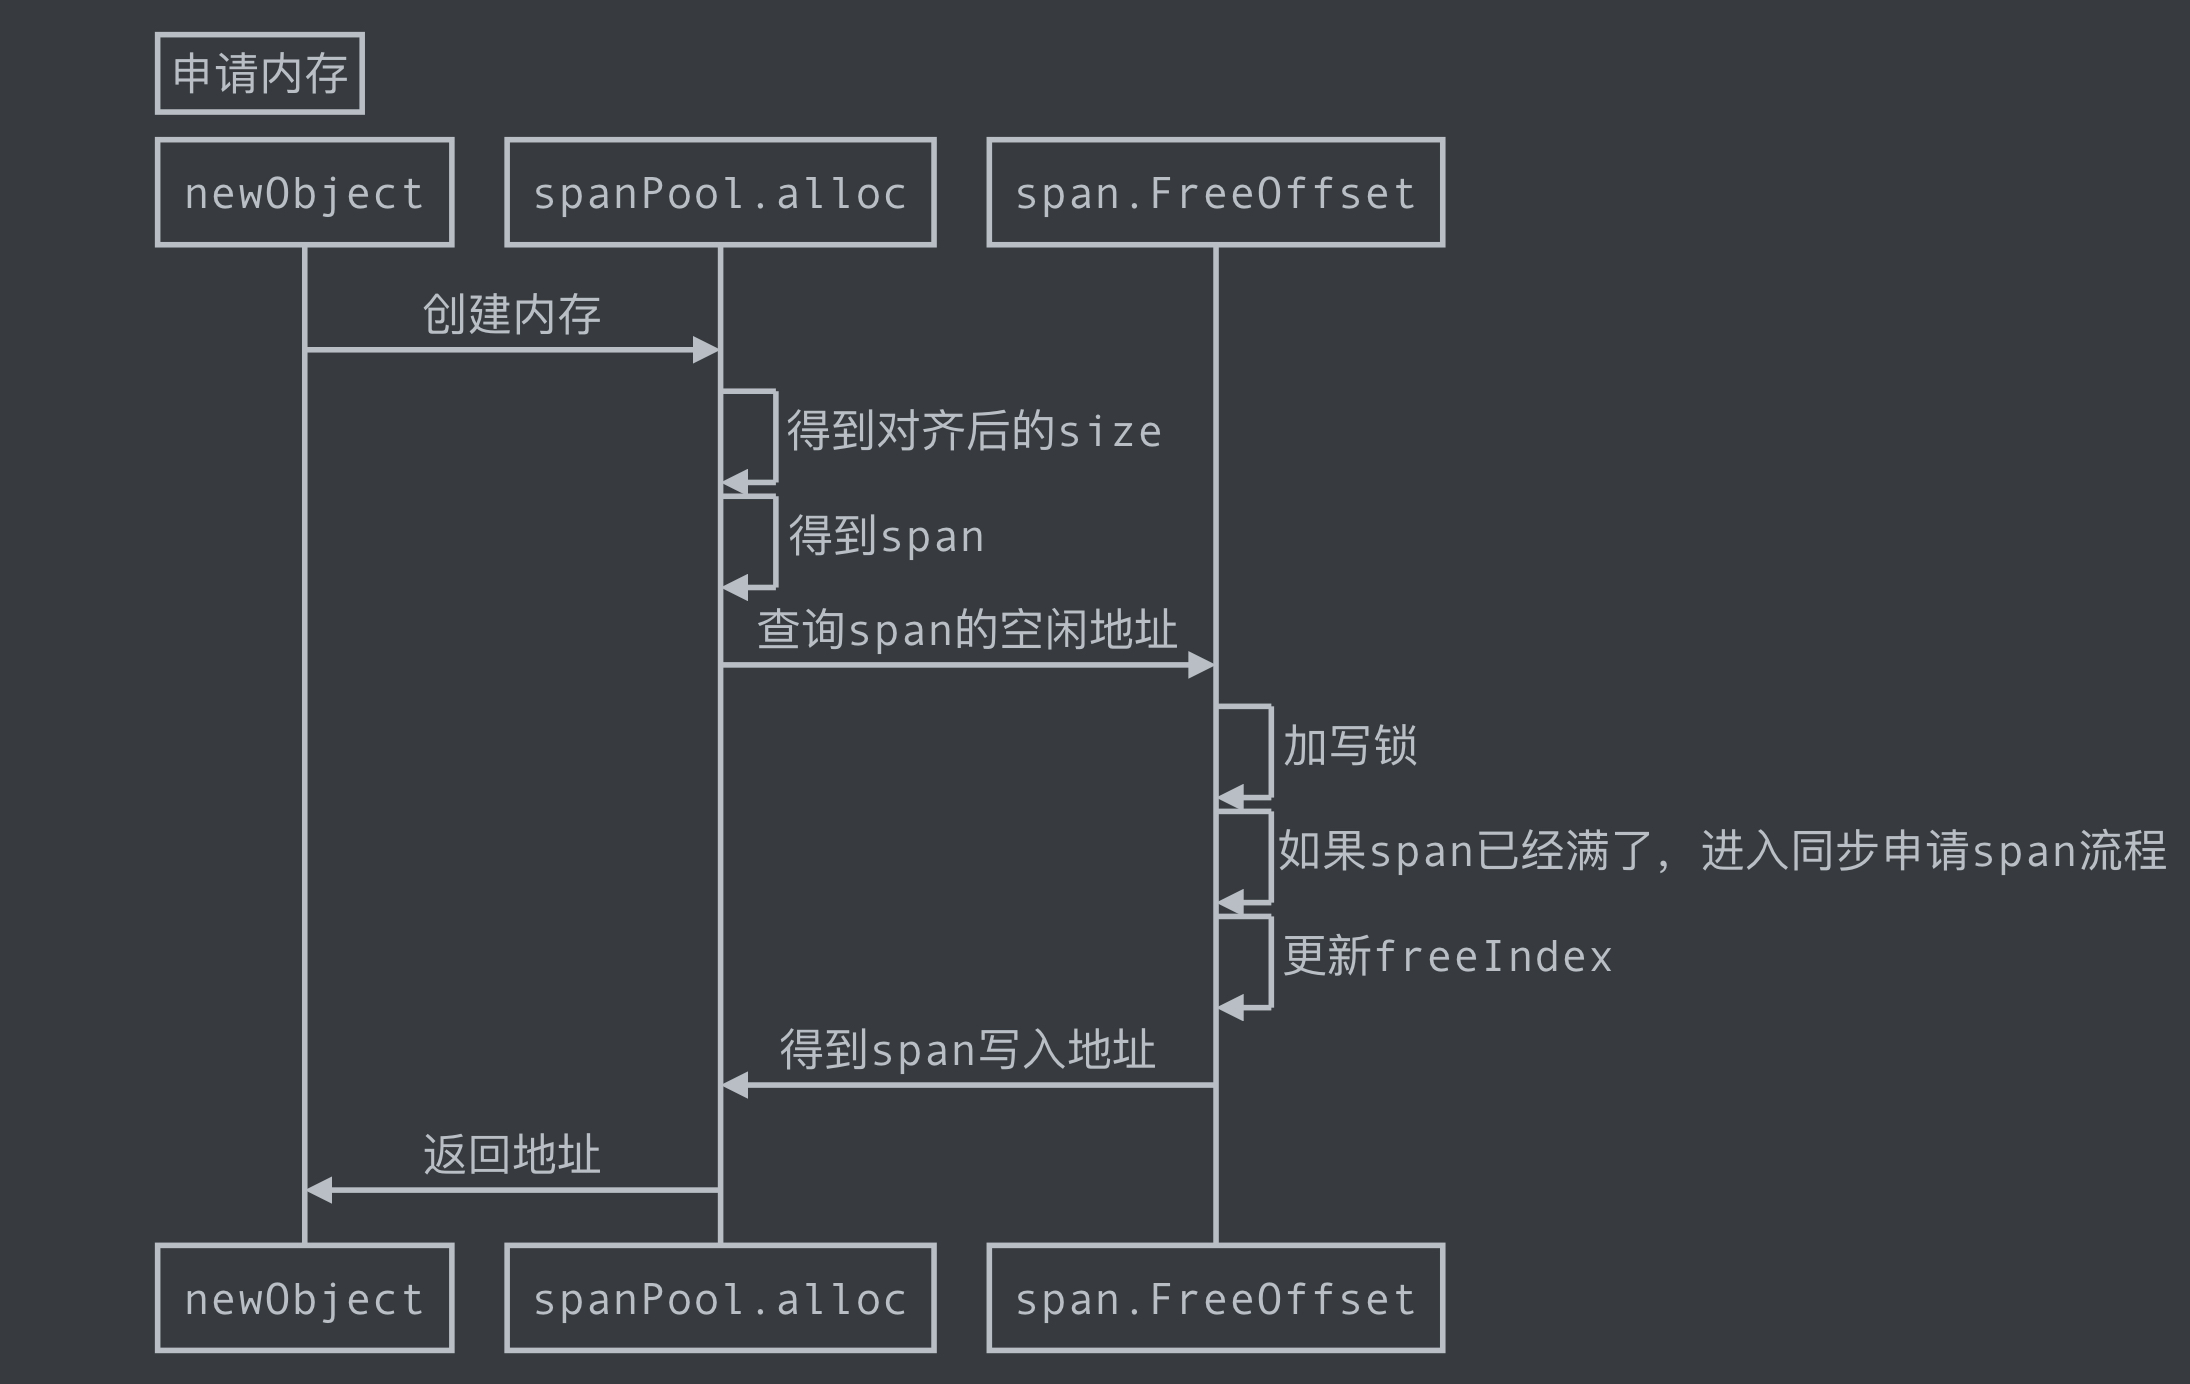 申请内存
newObject
spanPool.alloc
span.FreeOffset
创建内存
得到对齐后的size
得到span
查询span的空闲地址
加写锁
如果span已经满了，进入同步申请span流程
更新freeIndex
得到span写入地址
返回地址
newObject
spanPool.alloc
span.FreeOffset